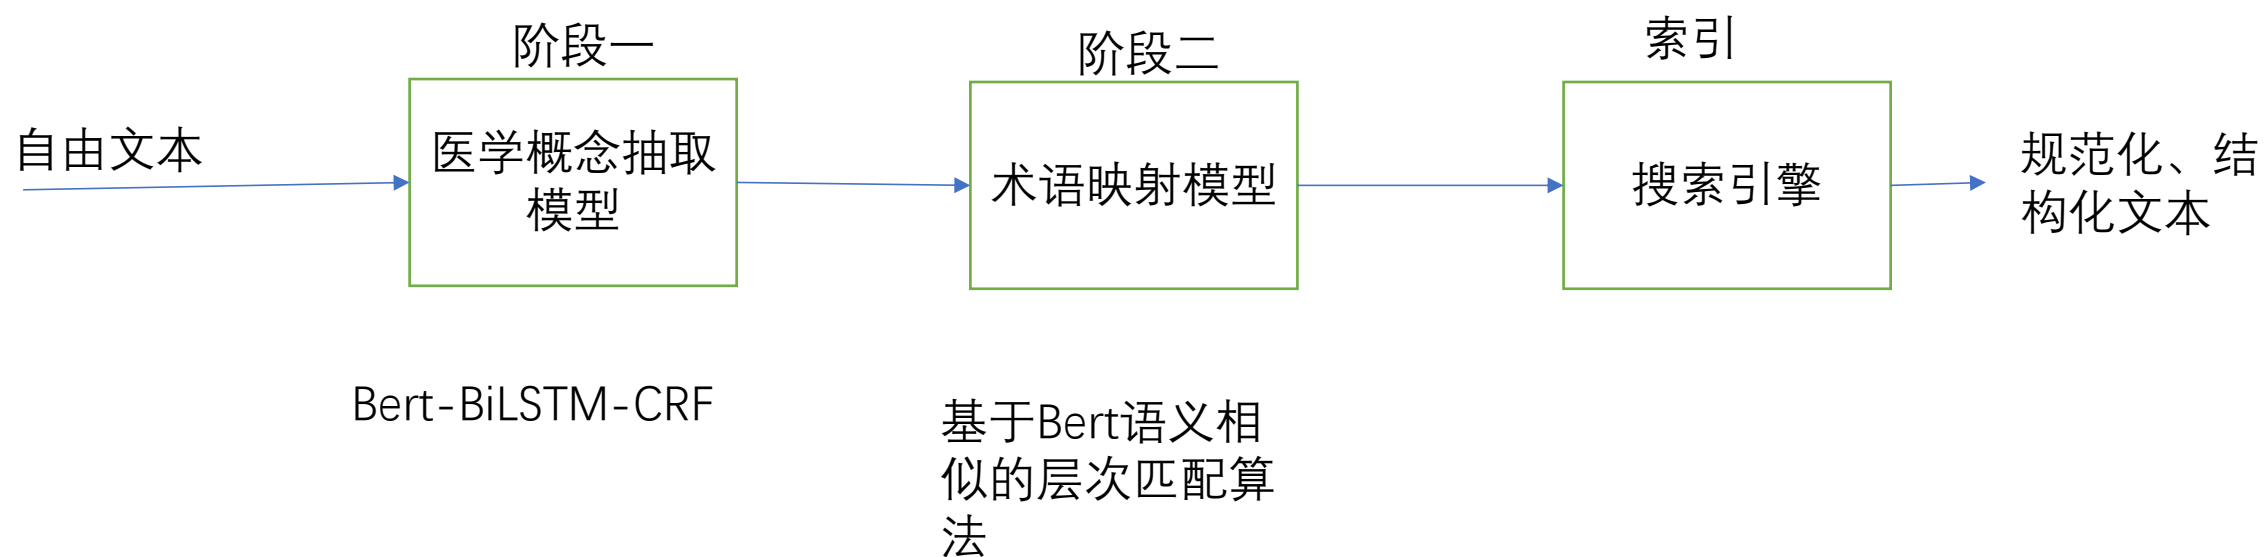 阶段一
阶段二
索引
自由文本
医学概念抽取
模型
术语映射模型
搜索引擎
规范化、结
构化文本
Bert-BiLSTM-CRF
基于Bert语义相
似的层次匹配算
法